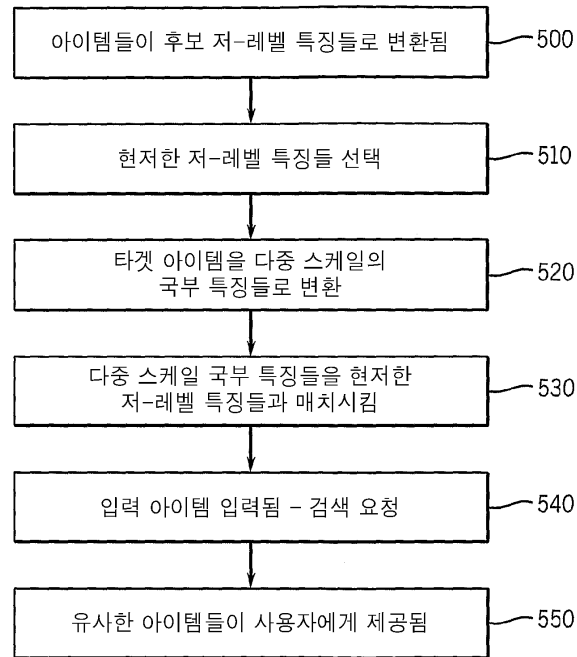 아이템들이 후보 저-레벨 특징들로 변환됨
500
현저한 저-레벨 특징들 선택
510
타겟 아이템을 다중 스케일의
국부 특징들로 변환
520
다중 스케일 국부 특징들을 현저한
저-레벨 특징들과 매치시킴
530
입력 아이템 입력됨 - 검색 요청
540
유사한 아이템들이 사용자에게 제공됨
550